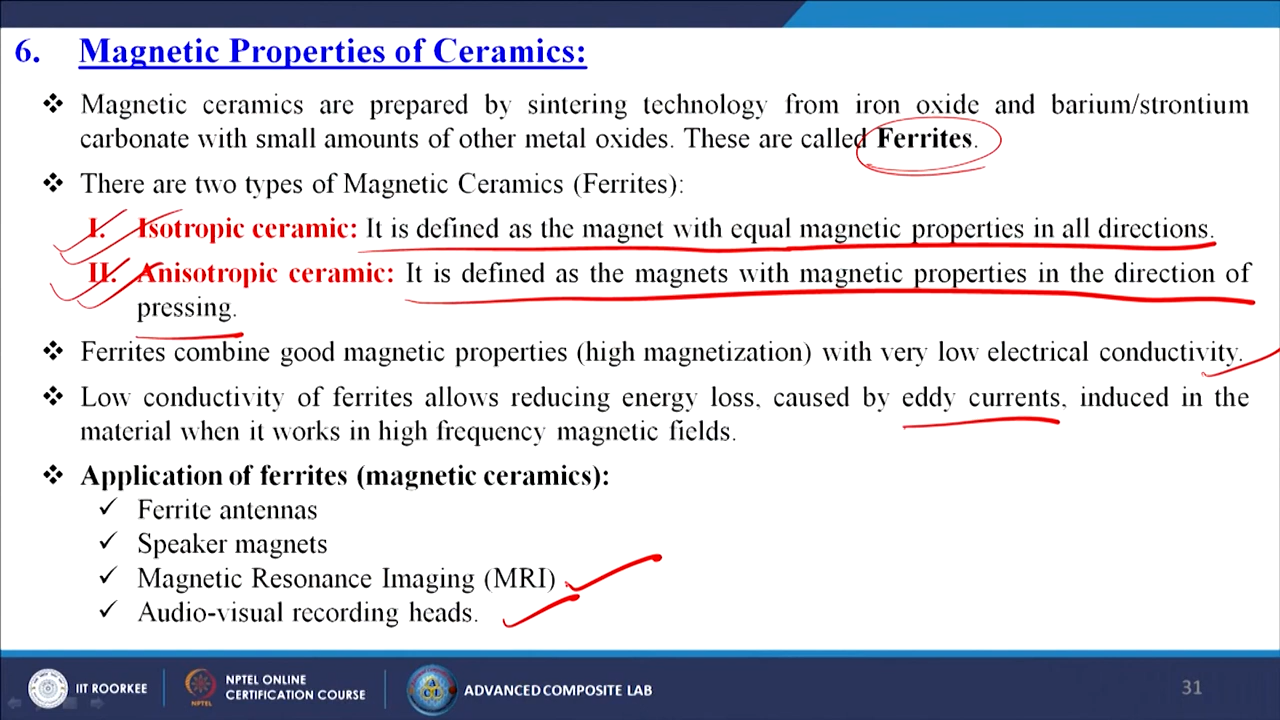 6. Magnetic Properties of Ceramics:
❖ Magnetic ceramics are prepared by sintering technology from iron oxide and barium/strontium
carbonate with small amounts of other metal oxides. These are called Ferrites.
❖ There are two types of Magnetic Ceramics (Ferrites):
I. Isotropic ceramic: It is defined as the magnet with equal magnetic properties in all directions.
II. Anisotropic ceramic: It is defined as the magnets with magnetic properties in the direction of
pressing.
❖ Ferrites combine good magnetic properties (high magnetization) with very low electrical conductivity.
❖ Low conductivity of ferrites allows reducing energy loss, caused by eddy currents, induced in the
material when it works in high frequency magnetic fields.
❖ Application of ferrites (magnetic ceramics):
✓ Ferrite antennas
✓ Speaker magnets
✓ Magnetic Resonance Imaging (MRI)
✓ Audio-visual recording heads.
IIT ROORKEE
NPTEL
NPTEL ONLINE
CERTIFICATION COURSE
ACL
ADVANCED COMPOSITE LAB
31